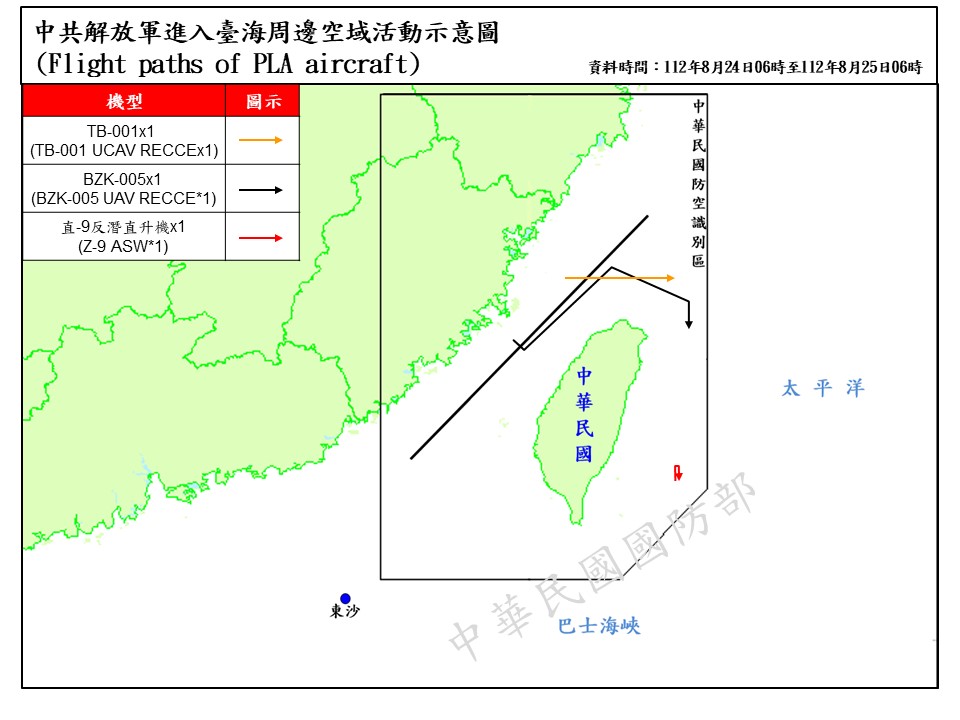 中共解放軍進入臺海周邊空域活動示意圖
(Flight paths of PLA aircraft)
資料時間：112年8月24日06時至112年8月25日06時
機型
圖示
TB-001x1
(TB-001 UCAV RECCEx1)
BZK-005x1
(BZK-005 UAV RECCE*1)
直-9反潛直升機x1
(Z-9 ASW*1)
中華民國防空識別區
中華民國
太平洋
東沙
巴士海峽
中華民國國防部